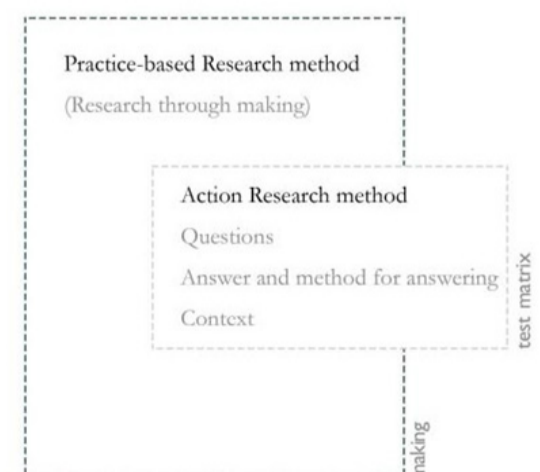 Practice-based Research method
(Research through making)
Action Research method
Questions
Answer and method for answering
Context
test matrix